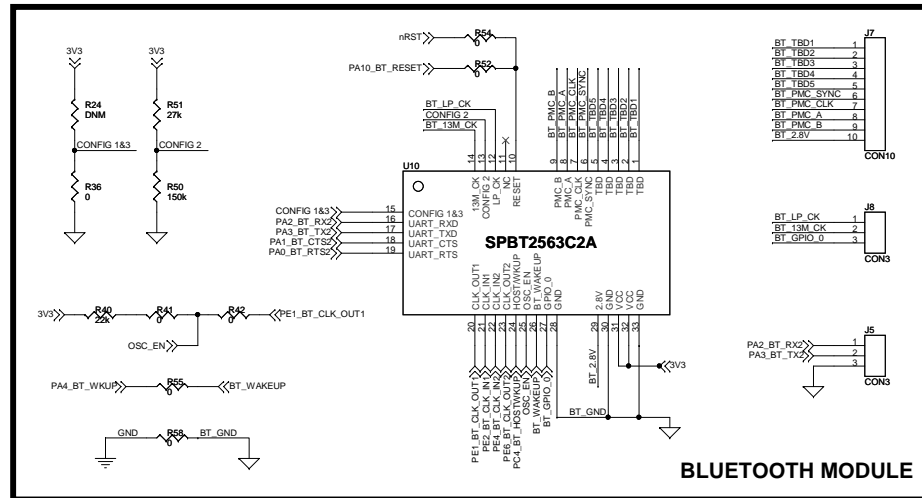 3V3
3V3
R24
DNM
R51
27k
CONFIG 1&3
CONFIG 2
R36
0
R50
150k
nRST
R54
0
PA10_BT_RESET
R52
0
BT_LP_CK
CONFIG 2
BT_13M_CK
14
13
12
11
10
BT_PMC_B
BT_PMC_A
BT_PMC_CLK
BT_PMC_SYNC
BT_TBD5
BT_TBD4
BT_TBD3
BT_TBD2
BT_TBD1
9
8
7
6
5
4
3
2
1
U10
13M_CK
CONFIG 2
LP_CK
NC
RESET
PMC_B
PMC_A
PMC_CLK
PMC_SYNC
TBD
TBD
TBD
TBD
TBD
CONFIG 1&3
15
CONFIG 1&3
PA2_BT_RX2
16
UART_RXD
PA3_BT_TX2
17
UART_TXD
PA1_BT_CTS2
18
UART_CTS
PA0_BT_RTS2
19
UART_RTS
SPBT2563C2A
CLK_OUT1
CLK_IN1
CLK_IN2
CLK_OUT2
HOSTWKUP
OSC_EN
BT_WAKEUP
GPIO_0
GND
2.8V
GND
VCC
VCC
GND
20
21
22
23
24
25
26
27
28
29
30
31
32
33
PE1_BT_CLK_OUT1
PE2_BT_CLK_IN1
PE4_BT_CLK_IN2
PE6_BT_CLK_OUT2
PC4_BT_HOSTWKUP
OSC_EN
BT_WAKEUP
BT_GPIO_0
BT_2.8V
3V3
BT_GND
3V3
R40
22k
R41
0
R42
0
PE1_BT_CLK_OUT1
OSC_EN
PA4_BT_WKUP
R55
0
BT_WAKEUP
GND
R58
0
BT_GND
J7
BT_TBD1
1
BT_TBD2
2
BT_TBD3
3
BT_TBD4
4
BT_TBD5
5
BT_PMC_SYNC
6
BT_PMC_CLK
7
BT_PMC_A
8
BT_PMC_B
9
BT_2.8V
10
CON10
J8
BT_LP_CK
1
BT_13M_CK
2
BT_GPIO_0
3
CON3
J5
PA2_BT_RX2
1
PA3_BT_TX2
2
3
CON3
BLUETOOTH MODULE